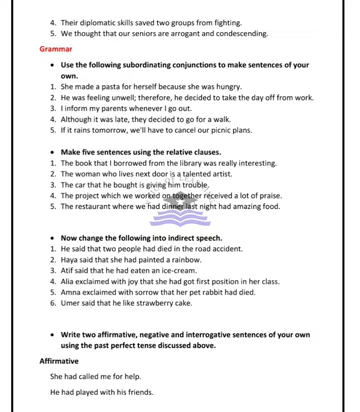 4. Their diplomatic skills saved two groups from fighting.
5. We thought that our seniors are arrogant and condescending.
Grammar
• Use the following subordinating conjunctions to make sentences of your
own.
1. She made a pasta for herself because she was hungry.
2. He was feeling unwell; therefore, he decided to take the day off from work.
3. I inform my parents whenever I go out.
4. Although it was late, they decided to go for a walk.
5. If it rains tomorrow, we'll have to cancel our picnic plans.
• Make five sentences using the relative clauses.
1. The book that I borrowed from the library was really interesting.
2. The woman who lives next door is a talented artist.
3. The car that he bought is giving him trouble.
4. The project which we worked on together received a lot of praise.
5. The restaurant where we had dinner last night had amazing food.
• Now change the following into indirect speech.
1. He said that two people had died in the road accident.
2. Haya said that she had painted a rainbow.
3. Atif said that he had eaten an ice-cream.
4. Alia exclaimed with joy that she had got first position in her class.
5. Amna exclaimed with sorrow that her pet rabbit had died.
6. Umer said that he like strawberry cake.
• Write two affirmative, negative and interrogative sentences of your own
using the past perfect tense discussed above.
Affirmative
She had called me for help.
He had played with his friends.